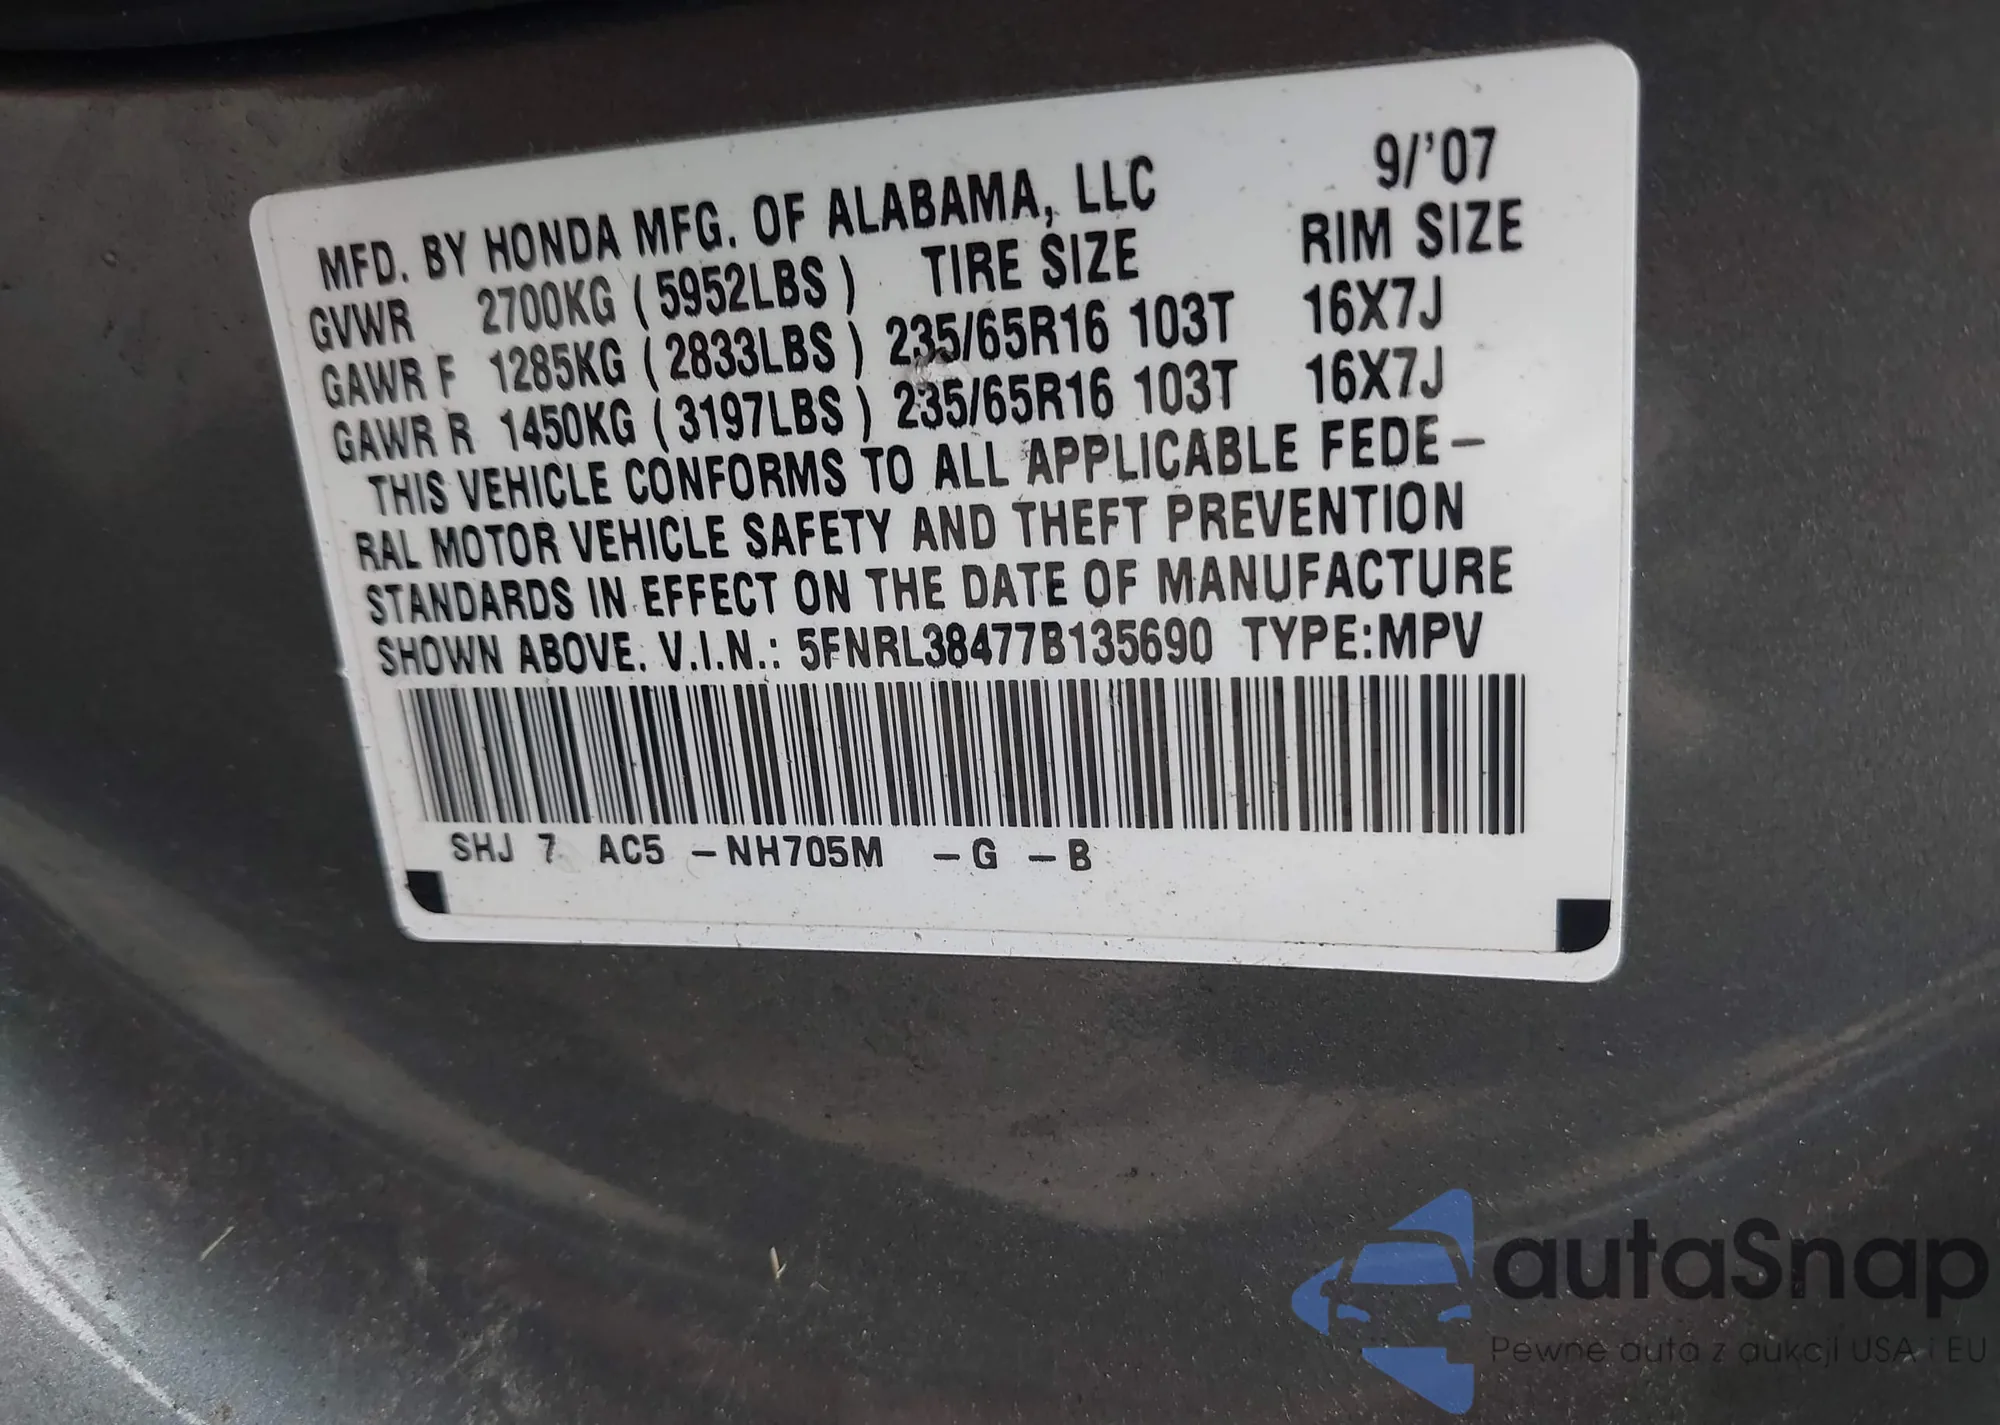 9/'07
MFD. BY HONDA MFG. OF ALABAMA, LLC
TIRE SIZE RIM SIZE
GVWR 2700KG (5952LBS)
GAWR F 1285KG (2833LBS) 235/65R16 103T 16X7J
GAWR R 1450KG (3197LBS) 235/65R16 103T 16X7J
THIS VEHICLE CONFORMS TO ALL APPLICABLE FEDE-
RAL MOTOR VEHICLE SAFETY AND THEFT PREVENTION
STANDARDS IN EFFECT ON THE DATE OF MANUFACTURE
SHOWN ABOVE. V.I.N.: 5FNRL38477B135690 TYPE:MPV
SHJ 7 AC5 -NH705M -G -B
autaSnap
Pewne auta z aukcji USA i EU